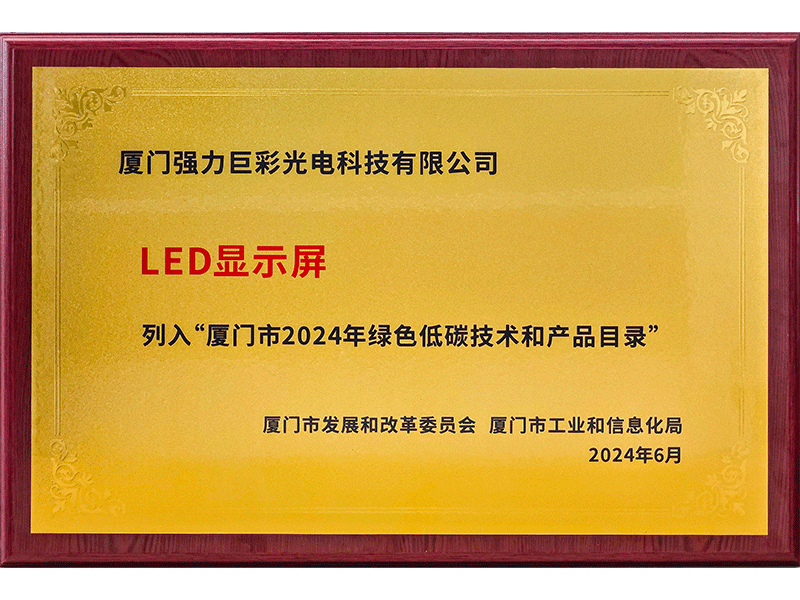 厦门强力巨彩光电科技有限公司
LED显示屏
列入“厦门市2024年绿色低碳技术和产品目录”
厦门市发展和改革委员会 厦门市工业和信息化局
2024年6月